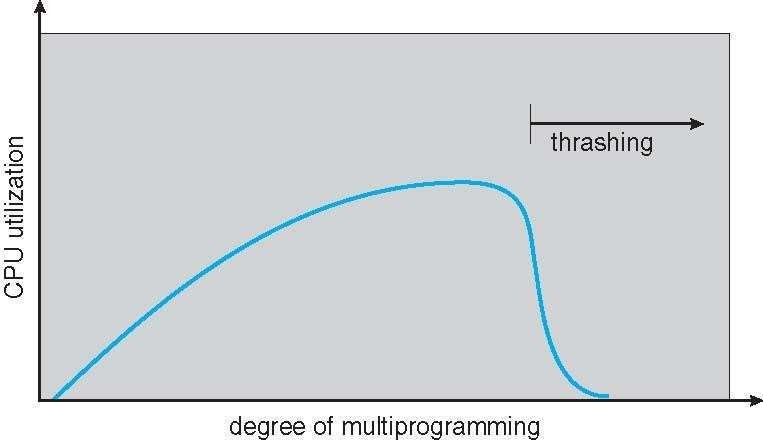 thrashing
CPU utilization
degree of multiprogramming